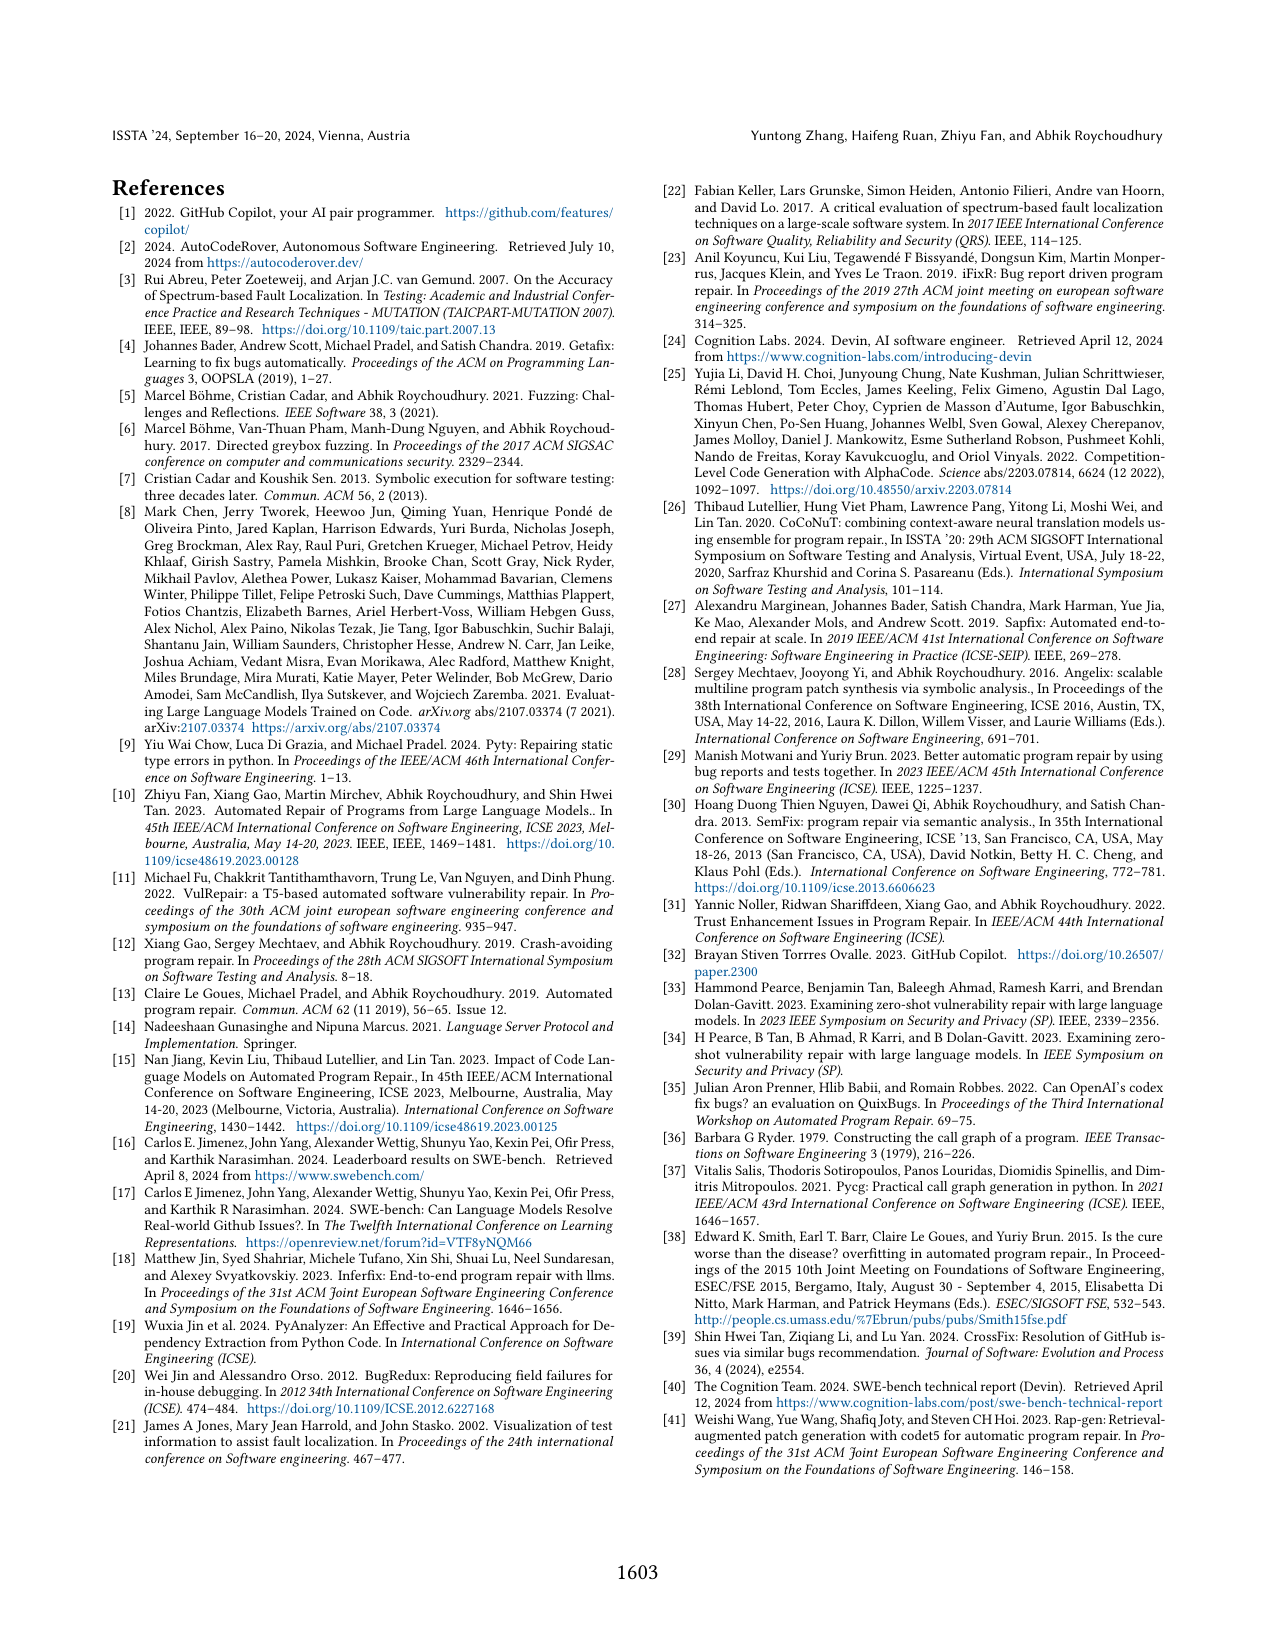 ISSTA ’24, September 16–20, 2024, Vienna, Austria
Yuntong Zhang, Haifeng Ruan, Zhiyu Fan, and Abhik Roychoudhury
References
[1] 2022. GitHub Copilot, your AI pair programmer. https://github.com/features/
copilot/
[2] 2024. AutoCodeRover, Autonomous Software Engineering. Retrieved July 10,
2024 from https://autocoderover.dev/
[3] Rui Abreu, Peter Zoeteweij, and Arjan J.C. van Gemund. 2007. On the Accuracy
of Spectrum-based Fault Localization. In Testing: Academic and Industrial Confer-
ence Practice and Research Techniques - MUTATION (TAICPART-MUTATION 2007).
IEEE, IEEE, 89–98. https://doi.org/10.1109/taic.part.2007.13
[4] Johannes Bader, Andrew Scott, Michael Pradel, and Satish Chandra. 2019. Getafix:
Learning to fix bugs automatically. Proceedings of the ACM on Programming Lan-
guages 3, OOPSLA (2019), 1–27.
[5] Marcel Böhme, Cristian Cadar, and Abhik Roychoudhury. 2021. Fuzzing: Chal-
lenges and Reflections. IEEE Software 38, 3 (2021).
[6] Marcel Böhme, Van-Thuan Pham, Manh-Dung Nguyen, and Abhik Roychoud-
hury. 2017. Directed greybox fuzzing. In Proceedings of the 2017 ACM SIGSAC
conference on computer and communications security. 2329–2344.
[7] Cristian Cadar and Koushik Sen. 2013. Symbolic execution for software testing:
three decades later. Commun. ACM 56, 2 (2013).
[8] Mark Chen, Jerry Tworek, Heewoo Jun, Qiming Yuan, Henrique Pondé de
Oliveira Pinto, Jared Kaplan, Harrison Edwards, Yuri Burda, Nicholas Joseph,
Greg Brockman, Alex Ray, Raul Puri, Gretchen Krueger, Michael Petrov, Heidy
Khlaaf, Girish Sastry, Pamela Mishkin, Brooke Chan, Scott Gray, Nick Ryder,
Mikhail Pavlov, Alethea Power, Lukasz Kaiser, Mohammad Bavarian, Clemens
Winter, Philippe Tillet, Felipe Petroski Such, Dave Cummings, Matthias Plappert,
Fotios Chantzis, Elizabeth Barnes, Ariel Herbert-Voss, William Hebgen Guss,
Alex Nichol, Alex Paino, Nikolas Tezak, Jie Tang, Igor Babuschkin, Suchir Balaji,
Shantanu Jain, William Saunders, Christopher Hesse, Andrew N. Carr, Jan Leike,
Joshua Achiam, Vedant Misra, Evan Morikawa, Alec Radford, Matthew Knight,
Miles Brundage, Mira Murati, Katie Mayer, Peter Welinder, Bob McGrew, Dario
Amodei, Sam McCandlish, Ilya Sutskever, and Wojciech Zaremba. 2021. Evaluat-
ing Large Language Models Trained on Code. arXiv.org abs/2107.03374 (7 2021).
arXiv:2107.03374 https://arxiv.org/abs/2107.03374
[9] Yiu Wai Chow, Luca Di Grazia, and Michael Pradel. 2024. Pyty: Repairing static
type errors in python. In Proceedings of the IEEE/ACM 46th International Confer-
ence on Software Engineering. 1–13.
[10] Zhiyu Fan, Xiang Gao, Martin Mirchev, Abhik Roychoudhury, and Shin Hwei
Tan. 2023. Automated Repair of Programs from Large Language Models.. In
45th IEEE/ACM International Conference on Software Engineering, ICSE 2023, Mel-
bourne, Australia, May 14-20, 2023. IEEE, IEEE, 1469–1481. https://doi.org/10.
1109/icse48619.2023.00128
[11] Michael Fu, Chakkrit Tantithamthavorn, Trung Le, Van Nguyen, and Dinh Phung.
2022. VulRepair: a T5-based automated software vulnerability repair. In Pro-
ceedings of the 30th ACM joint european software engineering conference and
symposium on the foundations of software engineering. 935–947.
[12] Xiang Gao, Sergey Mechtaev, and Abhik Roychoudhury. 2019. Crash-avoiding
program repair. In Proceedings of the 28th ACM SIGSOFT International Symposium
on Software Testing and Analysis. 8–18.
[13] Claire Le Goues, Michael Pradel, and Abhik Roychoudhury. 2019. Automated
program repair. Commun. ACM 62 (11 2019), 56–65. Issue 12.
[14] Nadeeshaan Gunasinghe and Nipuna Marcus. 2021. Language Server Protocol and
Implementation. Springer.
[15] Nan Jiang, Kevin Liu, Thibaud Lutellier, and Lin Tan. 2023. Impact of Code Lan-
guage Models on Automated Program Repair., In 45th IEEE/ACM International
Conference on Software Engineering, ICSE 2023, Melbourne, Australia, May
14-20, 2023 (Melbourne, Victoria, Australia). International Conference on Software
Engineering, 1430–1442. https://doi.org/10.1109/icse48619.2023.00125
[16] Carlos E. Jimenez, John Yang, Alexander Wettig, Shunyu Yao, Kexin Pei, Ofir Press,
and Karthik Narasimhan. 2024. Leaderboard results on SWE-bench. Retrieved
April 8, 2024 from https://www.swebench.com/
[17] Carlos E Jimenez, John Yang, Alexander Wettig, Shunyu Yao, Kexin Pei, Ofir Press,
and Karthik R Narasimhan. 2024. SWE-bench: Can Language Models Resolve
Real-world Github Issues?. In The Twelfth International Conference on Learning
Representations. https://openreview.net/forum?id=VTF8yNQM66
[18] Matthew Jin, Syed Shahriar, Michele Tufano, Xin Shi, Shuai Lu, Neel Sundaresan,
and Alexey Svyatkovskiy. 2023. Inferfix: End-to-end program repair with llms.
In Proceedings of the 31st ACM Joint European Software Engineering Conference
and Symposium on the Foundations of Software Engineering. 1646–1656.
[19] Wuxia Jin et al. 2024. PyAnalyzer: An Effective and Practical Approach for De-
pendency Extraction from Python Code. In International Conference on Software
Engineering (ICSE).
[20] Wei Jin and Alessandro Orso. 2012. BugRedux: Reproducing field failures for
in-house debugging. In 2012 34th International Conference on Software Engineering
(ICSE). 474–484. https://doi.org/10.1109/ICSE.2012.6227168
[21] James A Jones, Mary Jean Harrold, and John Stasko. 2002. Visualization of test
information to assist fault localization. In Proceedings of the 24th international
conference on Software engineering. 467–477.
[22] Fabian Keller, Lars Grunske, Simon Heiden, Antonio Filieri, Andre van Hoorn,
and David Lo. 2017. A critical evaluation of spectrum-based fault localization
techniques on a large-scale software system. In 2017 IEEE International Conference
on Software Quality, Reliability and Security (QRS). IEEE, 114–125.
[23] Anil Koyuncu, Kui Liu, Tegawendé F Bissyandé, Dongsun Kim, Martin Monper-
rus, Jacques Klein, and Yves Le Traon. 2019. iFixR: Bug report driven program
repair. In Proceedings of the 2019 27th ACM joint meeting on european software
engineering conference and symposium on the foundations of software engineering.
314–325.
[24] Cognition Labs. 2024. Devin, AI software engineer. Retrieved April 12, 2024
from https://www.cognition-labs.com/introducing-devin
[25] Yujia Li, David H. Choi, Junyoung Chung, Nate Kushman, Julian Schrittwieser,
Rémi Leblond, Tom Eccles, James Keeling, Felix Gimeno, Agustin Dal Lago,
Thomas Hubert, Peter Choy, Cyprien de Masson d’Autume, Igor Babuschkin,
Xinyun Chen, Po-Sen Huang, Johannes Welbl, Sven Gowal, Alexey Cherepanov,
James Molloy, Daniel J. Mankowitz, Esme Sutherland Robson, Pushmeet Kohli,
Nando de Freitas, Koray Kavukcuoglu, and Oriol Vinyals. 2022. Competition-
Level Code Generation with AlphaCode. Science abs/2203.07814, 6624 (12 2022),
1092–1097. https://doi.org/10.48550/arxiv.2203.07814
[26] Thibaud Lutellier, Hung Viet Pham, Lawrence Pang, Yitong Li, Moshi Wei, and
Lin Tan. 2020. CoCoNuT: combining context-aware neural translation models us-
ing ensemble for program repair., In ISSTA ’20: 29th ACM SIGSOFT International
Symposium on Software Testing and Analysis, Virtual Event, USA, July 18-22,
2020, Sarfraz Khurshid and Corina S. Pasareanu (Eds.). International Symposium
on Software Testing and Analysis, 101–114.
[27] Alexandru Marginean, Johannes Bader, Satish Chandra, Mark Harman, Yue Jia,
Ke Mao, Alexander Mols, and Andrew Scott. 2019. Sapfix: Automated end-to-
end repair at scale. In 2019 IEEE/ACM 41st International Conference on Software
Engineering: Software Engineering in Practice (ICSE-SEIP). IEEE, 269–278.
[28] Sergey Mechtaev, Jooyong Yi, and Abhik Roychoudhury. 2016. Angelix: scalable
multiline program patch synthesis via symbolic analysis., In Proceedings of the
38th International Conference on Software Engineering, ICSE 2016, Austin, TX,
USA, May 14-22, 2016, Laura K. Dillon, Willem Visser, and Laurie Williams (Eds.).
International Conference on Software Engineering, 691–701.
[29] Manish Motwani and Yuriy Brun. 2023. Better automatic program repair by using
bug reports and tests together. In 2023 IEEE/ACM 45th International Conference
on Software Engineering (ICSE). IEEE, 1225–1237.
[30] Hoang Duong Thien Nguyen, Dawei Qi, Abhik Roychoudhury, and Satish Chan-
dra. 2013. SemFix: program repair via semantic analysis., In 35th International
Conference on Software Engineering, ICSE ’13, San Francisco, CA, USA, May
18-26, 2013 (San Francisco, CA, USA), David Notkin, Betty H. C. Cheng, and
Klaus Pohl (Eds.). International Conference on Software Engineering, 772–781.
https://doi.org/10.1109/icse.2013.6606623
[31] Yannic Noller, Ridwan Shariffdeen, Xiang Gao, and Abhik Roychoudhury. 2022.
Trust Enhancement Issues in Program Repair. In IEEE/ACM 44th International
Conference on Software Engineering (ICSE).
[32] Brayan Stiven Torrres Ovalle. 2023. GitHub Copilot. https://doi.org/10.26507/
paper.2300
[33] Hammond Pearce, Benjamin Tan, Baleegh Ahmad, Ramesh Karri, and Brendan
Dolan-Gavitt. 2023. Examining zero-shot vulnerability repair with large language
models. In 2023 IEEE Symposium on Security and Privacy (SP). IEEE, 2339–2356.
[34] H Pearce, B Tan, B Ahmad, R Karri, and B Dolan-Gavitt. 2023. Examining zero-
shot vulnerability repair with large language models. In IEEE Symposium on
Security and Privacy (SP).
[35] Julian Aron Prenner, Hlib Babii, and Romain Robbes. 2022. Can OpenAI’s codex
fix bugs? an evaluation on QuixBugs. In Proceedings of the Third International
Workshop on Automated Program Repair. 69–75.
[36] Barbara G Ryder. 1979. Constructing the call graph of a program. IEEE Transac-
tions on Software Engineering 3 (1979), 216–226.
[37] Vitalis Salis, Thodoris Sotiropoulos, Panos Louridas, Diomidis Spinellis, and Dim-
itris Mitropoulos. 2021. Pycg: Practical call graph generation in python. In 2021
IEEE/ACM 43rd International Conference on Software Engineering (ICSE). IEEE,
1646–1657.
[38] Edward K. Smith, Earl T. Barr, Claire Le Goues, and Yuriy Brun. 2015. Is the cure
worse than the disease? overfitting in automated program repair., In Proceed-
ings of the 2015 10th Joint Meeting on Foundations of Software Engineering,
ESEC/FSE 2015, Bergamo, Italy, August 30 - September 4, 2015, Elisabetta Di
Nitto, Mark Harman, and Patrick Heymans (Eds.). ESEC/SIGSOFT FSE, 532–543.
http://people.cs.umass.edu/%7Ebrun/pubs/pubs/Smith15fse.pdf
[39] Shin Hwei Tan, Ziqiang Li, and Lu Yan. 2024. CrossFix: Resolution of GitHub is-
sues via similar bugs recommendation. Journal of Software: Evolution and Process
36, 4 (2024), e2554.
[40] The Cognition Team. 2024. SWE-bench technical report (Devin). Retrieved April
12, 2024 from https://www.cognition-labs.com/post/swe-bench-technical-report
[41] Weishi Wang, Yue Wang, Shafiq Joty, and Steven CH Hoi. 2023. Rap-gen: Retrieval-
augmented patch generation with codet5 for automatic program repair. In Pro-
ceedings of the 31st ACM Joint European Software Engineering Conference and
Symposium on the Foundations of Software Engineering. 146–158.
1603